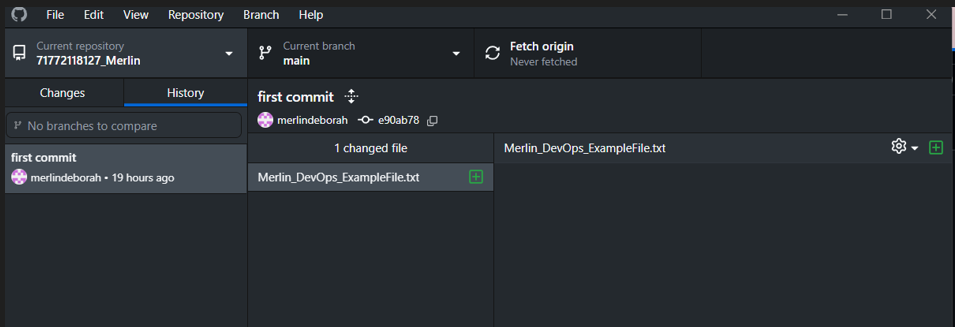 File Edit View Repository Branch Help
Current repository
71772118127_Merlin
Current branch
main
Fetch origin
Never fetched
Changes
History
No branches to compare
first commit
merlindeborah • 19 hours ago
first commit
merlindeborah e90ab78
1 changed file
Merlin_DevOps_ExampleFile.txt
Merlin_DevOps_ExampleFile.txt